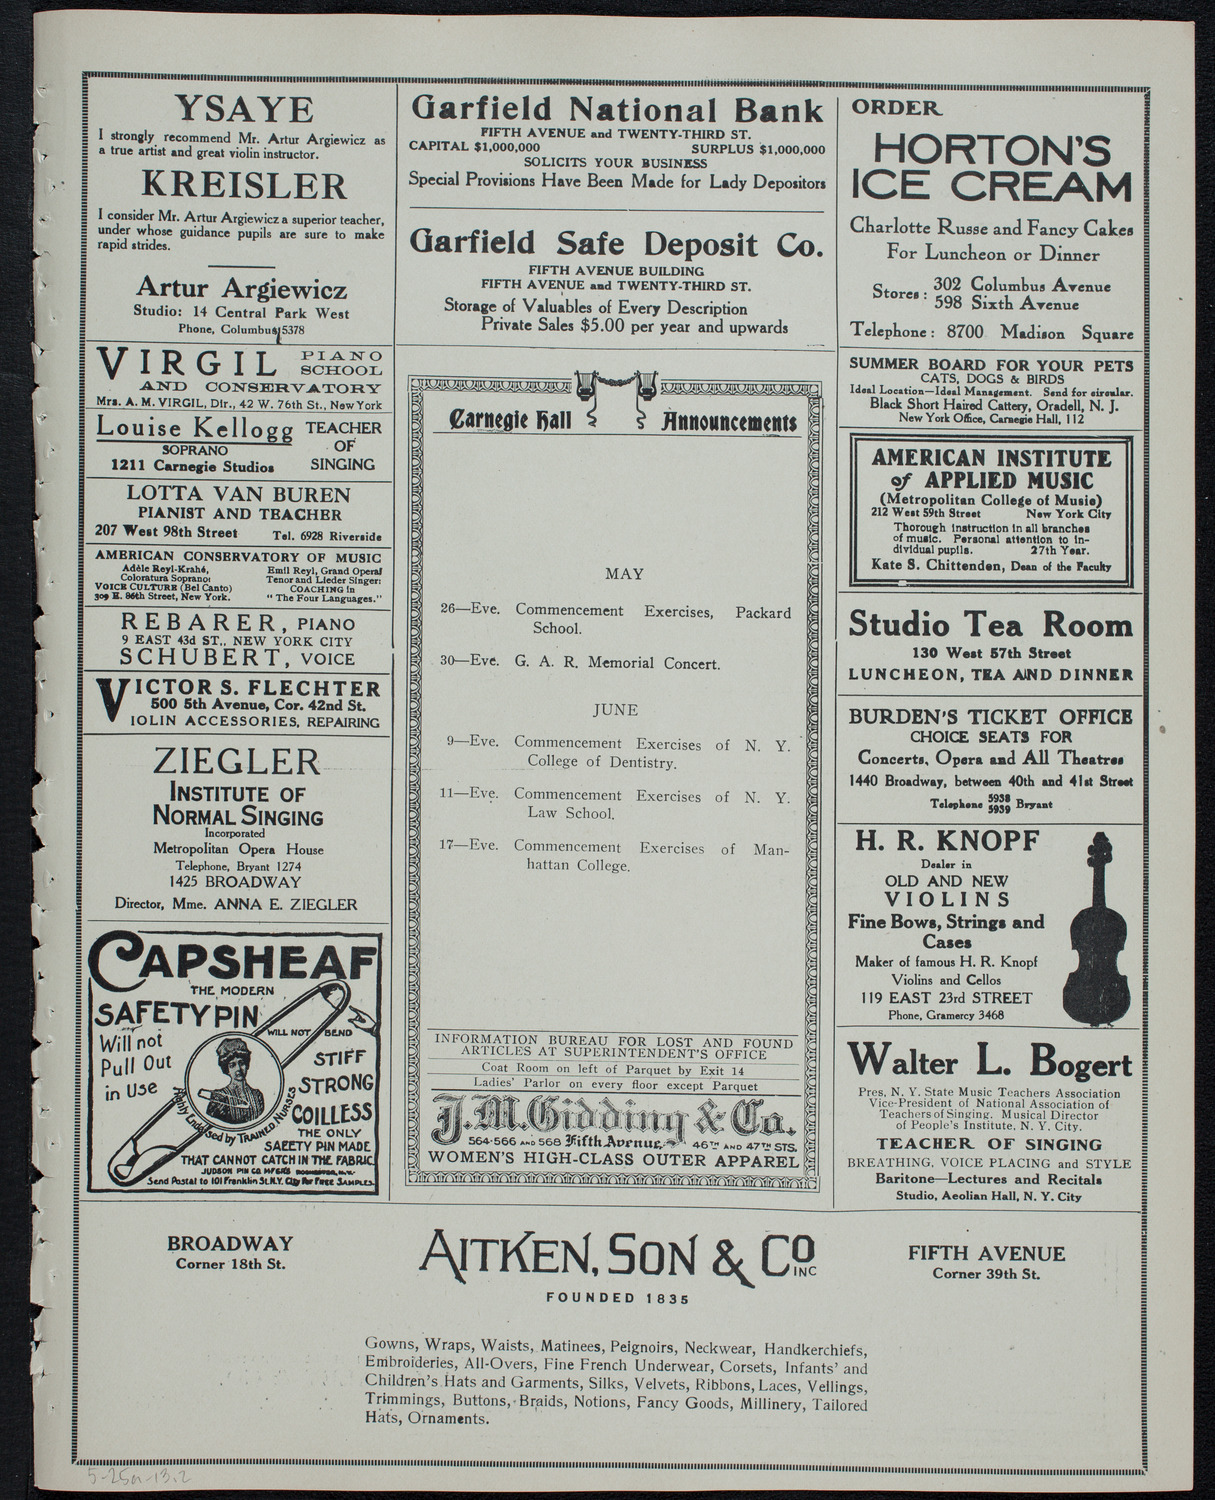 YSAYE
I strongly recommend Mr. Artur Argiewicz as
a true artist and great violin instructor.
KREISLER
I consider Mr. Artur Argiewicz a superior teacher,
under whose guidance pupils are sure to make
rapid strides.
Artur Argiewicz
Studio: 14 Central Park West
Phone, Columbus 5378
VIRGIL PIANO
SCHOOL
AND CONSERVATORY
Mrs. A. M. VIRGIL, Dir., 42 W. 76th St., New York
Louise Kellogg TEACHER
SOPRANO OF
1211 Carnegie Studios SINGING
LOTTA VAN BUREN
PIANIST AND TEACHER
207 West 98th Street Tel. 6928 Riverside
AMERICAN CONSERVATORY OF MUSIC
Adèle Reyl-Krahé, Emil Reyl, Grand Opera
Coloratura Soprano: Tenor and Lieder Singer:
VOICE CULTURE (Bel Canto) COACHING in
309 E. 86th Street, New York. "The Four Languages."
REBARER, PIANO
9 EAST 43d ST., NEW YORK CITY
SCHUBERT, VOICE
VICTOR S. FLECHTER
500 5th Avenue, Cor. 42nd St.
IOLIN ACCESSORIES, REPAIRING
ZIEGLER
INSTITUTE OF
NORMAL SINGING
Incorporated
Metropolitan Opera House
Telephone, Bryant 1274
1425 BROADWAY
Director, Mme. ANNA E. ZIEGLER
CAPSHEAF
THE MODERN
SAFETY PIN
WILL NOT BEND
Will not
Pull Out
in Use
Highly Endorsed by TRAINED NURSES
STIFF
STRONG
COILLESS
THE ONLY
SAFETY PIN MADE
THAT CANNOT CATCH IN THE FABRIC.
JUDSON PIN CO. MFGRS
Send Postal to 101 Franklin St. N.Y. City for FREE SAMPLES
Garfield National Bank
FIFTH AVENUE and TWENTY-THIRD ST.
CAPITAL $1,000,000 SURPLUS $1,000,000
SOLICITS YOUR BUSINESS
Special Provisions Have Been Made for Lady Depositors
Garfield Safe Deposit Co.
FIFTH AVENUE BUILDING
FIFTH AVENUE and TWENTY-THIRD ST.
Storage of Valuables of Every Description
Private Sales $5.00 per year and upwards
Carnegie Hall Announcements
MAY
26—Eve. Commencement Exercises, Packard
School.
30—Eve. G. A. R. Memorial Concert.
JUNE
9—Eve. Commencement Exercises of N. Y.
College of Dentistry.
11—Eve. Commencement Exercises of N. Y.
Law School.
17—Eve. Commencement Exercises of Man-
hattan College.
INFORMATION BUREAU FOR LOST AND FOUND
ARTICLES AT SUPERINTENDENT'S OFFICE
Coat Room on left of Parquet by Exit 14
Ladies' Parlor on every floor except Parquet
J. M. Gidding & Co.
564-566 AND 568 Fifth Avenue, 46TH AND 47TH STS.
WOMEN'S HIGH-CLASS OUTER APPAREL
ORDER
HORTON'S
ICE CREAM
Charlotte Russe and Fancy Cakes
For Luncheon or Dinner
Stores: 302 Columbus Avenue
598 Sixth Avenue
Telephone: 8700 Madison Square
SUMMER BOARD FOR YOUR PETS
CATS, DOGS & BIRDS
Ideal Location—Ideal Management. Send for circular.
Black Short Haired Cattery, Oradell, N. J.
New York Office, Carnegie Hall, 112
AMERICAN INSTITUTE
of APPLIED MUSIC
(Metropolitan College of Music)
212 West 59th Street New York City
Thorough instruction in all branches
of music. Personal attention to in-
dividual pupils. 27th Year.
Kate S. Chittenden, Dean of the Faculty
Studio Tea Room
130 West 57th Street
LUNCHEON, TEA AND DINNER
BURDEN'S TICKET OFFICE
CHOICE SEATS FOR
Concerts, Opera and All Theatres
1440 Broadway, between 40th and 41st Street
Telephone 5938 5939 Bryant
H. R. KNOPF
Dealer in
OLD AND NEW
VIOLINS
Fine Bows, Strings and
Cases
Maker of famous H. R. Knopf
Violins and Cellos
119 EAST 23rd STREET
Phone, Gramercy 3468
Walter L. Bogert
Pres. N. Y. State Music Teachers Association
Vice-President of National Association of
Teachers of Singing. Musical Director
of People's Institute, N. Y. City.
TEACHER OF SINGING
BREATHING, VOICE PLACING and STYLE
Baritone—Lectures and Recitals
Studio, Aeolian Hall, N. Y. City
BROADWAY
Corner 18th St.
AITKEN, SON & CO INC
FOUNDED 1835
FIFTH AVENUE
Corner 39th St.
Gowns, Wraps, Waists, Matinees, Peignoirs, Neckwear, Handkerchiefs,
Embroideries, All-Overs, Fine French Underwear, Corsets, Infants' and
Children's Hats and Garments, Silks, Velvets, Ribbons, Laces, Vellings,
Trimmings, Buttons, Braids, Notions, Fancy Goods, Millinery, Tailored
Hats, Ornaments.
5-25a-13.2